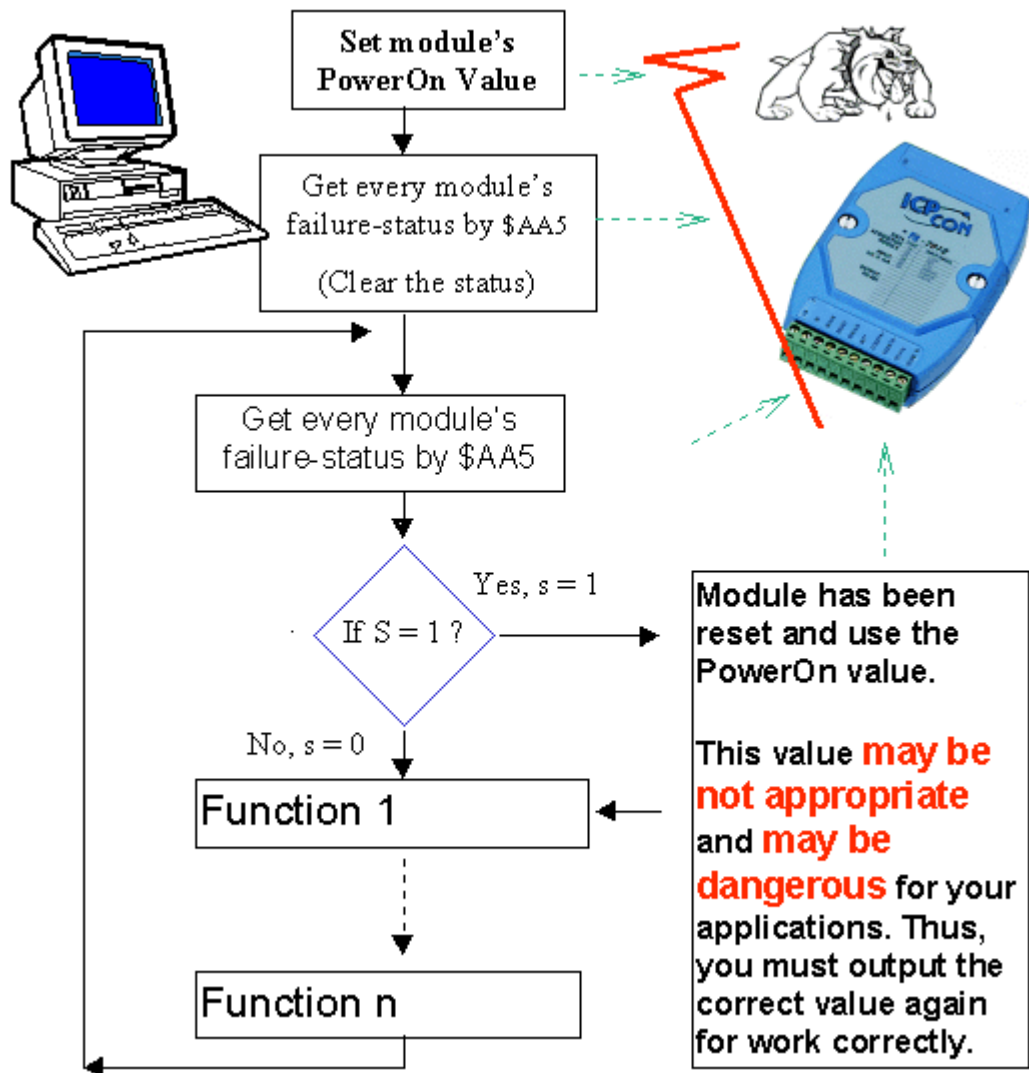 Set module's
PowerOn Value
Get every module's
failure-status by $AA5
(Clear the status)
ICP
CON
Get every module's
failure-status by $AA5
If S = 1 ?
Yes, s = 1
No, s = 0
Function 1
Function n
Module has been
reset and use the
PowerOn value.
This value may be
not appropriate
and may be
dangerous for your
applications. Thus,
you must output the
correct value again
for work correctly.